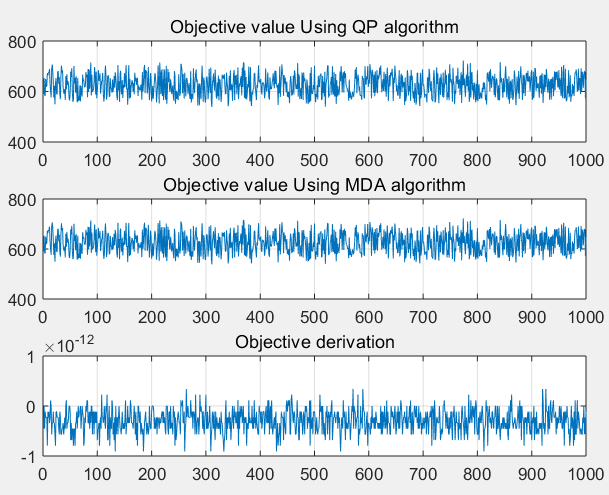 Objective value Using QP algorithm
800
600
400
0 100 200 300 400 500 600 700 800 900 1000
Objective value Using MDA algorithm
800
600
400
0 100 200 300 400 500 600 700 800 900 1000
Objective derivation
×10⁻¹²
1
0
-1
0 100 200 300 400 500 600 700 800 900 1000